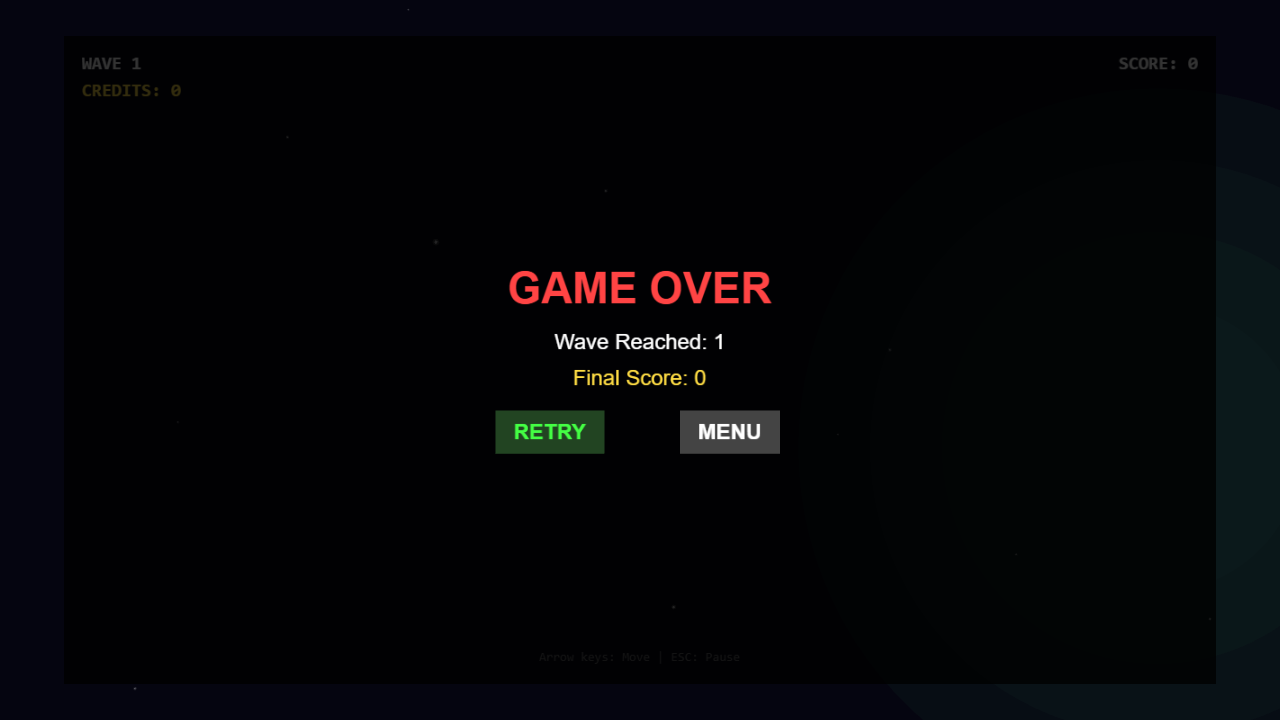 WAVE 1
SCORE: 0
CREDITS: 0
GAME OVER
Wave Reached: 1
Final Score: 0
RETRY
MENU
Arrow keys: Move | ESC: Pause